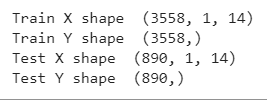 Train X shape  (3558, 1, 14)
Train Y shape  (3558,)
Test X shape  (890, 1, 14)
Test Y shape  (890,)